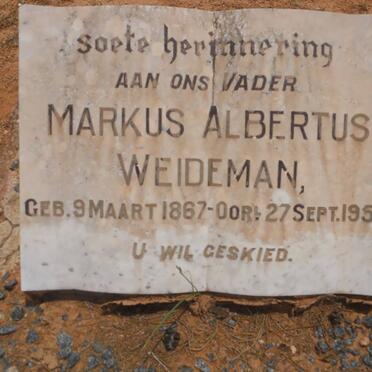 soete herinnering
AAN ONS VADER
MARKUS ALBERTUS
WEIDEMAN,
GEB. 9 MAART 1867 - OORL. 27 SEPT. 195
U WIL GESKIED.